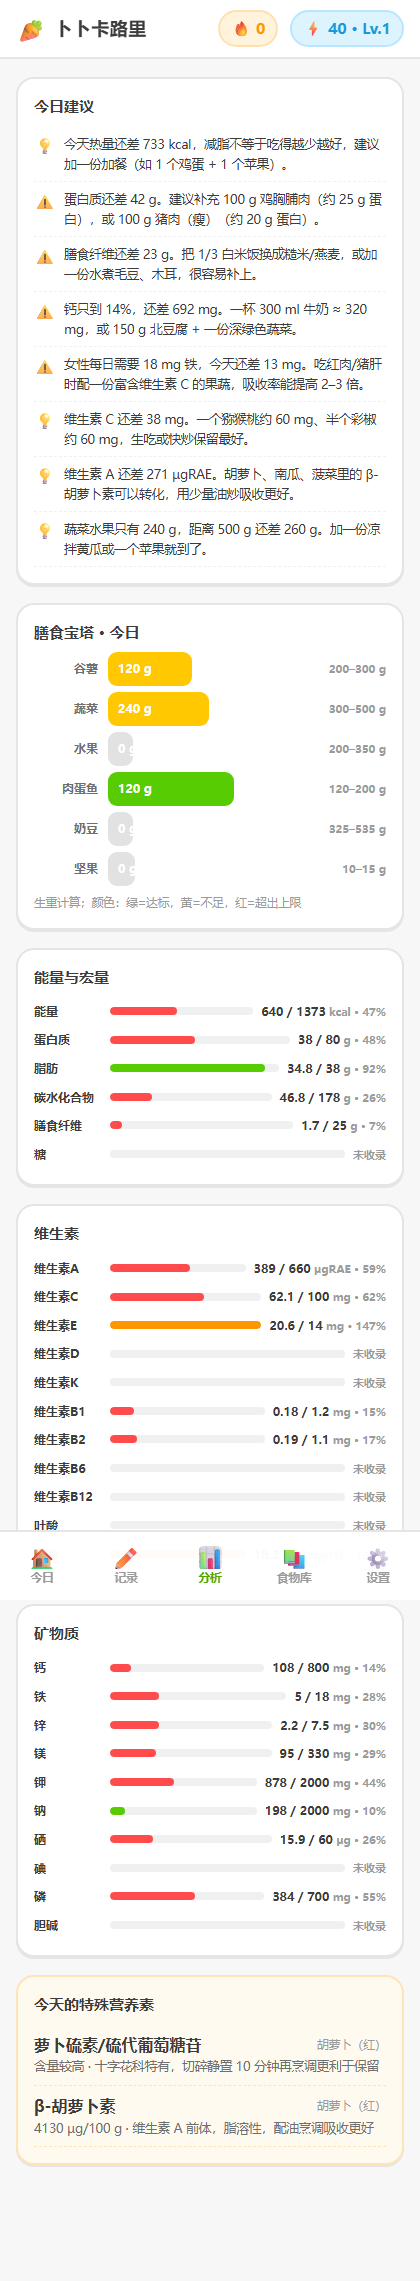 卜卜卡路里
0
40 • Lv.1
今日建议
今天热量还差 733 kcal，减脂不等于吃得越少越好，建议
加一份加餐（如 1 个鸡蛋 + 1 个苹果）。
蛋白质还差 42 g。建议补充 100 g 鸡胸脯肉（约 25 g 蛋
白），或 100 g 猪肉（瘦）（约 20 g 蛋白）。
膳食纤维还差 23 g。把 1/3 白米饭换成糙米/燕麦，或加
一份水煮毛豆、木耳，很容易补上。
钙只到 14%，还差 692 mg。一杯 300 ml 牛奶 ≈ 320
mg，或 150 g 北豆腐 + 一份深绿色蔬菜。
女性每日需要 18 mg 铁，今天还差 13 mg。吃红肉/猪肝
时配一份富含维生素 C 的果蔬，吸收率能提高 2–3 倍。
维生素 C 还差 38 mg。一个猕猴桃约 60 mg、半个彩椒
约 60 mg，生吃或快炒保留最好。
维生素 A 还差 271 µgRAE。胡萝卜、南瓜、菠菜里的 β-
胡萝卜素可以转化，用少量油炒吸收更好。
蔬菜水果只有 240 g，距离 500 g 还差 260 g。加一份凉
拌黄瓜或一个苹果就到了。
膳食宝塔 • 今日
谷薯 120 g 200–300 g
蔬菜 240 g 300–500 g
水果 0 g 200–350 g
肉蛋鱼 120 g 120–200 g
奶豆 0 g 325–535 g
坚果 0 g 10–15 g
生重计算；颜色：绿=达标，黄=不足，红=超出上限
能量与宏量
能量 640 / 1373 kcal • 47%
蛋白质 38 / 80 g • 48%
脂肪 34.8 / 38 g • 92%
碳水化合物 46.8 / 178 g • 26%
膳食纤维 1.7 / 25 g • 7%
糖 未收录
维生素
维生素A 389 / 660 µgRAE • 59%
维生素C 62.1 / 100 mg • 62%
维生素E 20.6 / 14 mg • 147%
维生素D 未收录
维生素K 未收录
维生素B1 0.18 / 1.2 mg • 15%
维生素B2 0.19 / 1.1 mg • 17%
维生素B6 未收录
维生素B12 未收录
叶酸 未收录
今日 记录 分析 食物库 设置
矿物质
钙 108 / 800 mg • 14%
铁 5 / 18 mg • 28%
锌 2.2 / 7.5 mg • 30%
镁 95 / 330 mg • 29%
钾 878 / 2000 mg • 44%
钠 198 / 2000 mg • 10%
硒 15.9 / 60 µg • 26%
碘 未收录
磷 384 / 700 mg • 55%
胆碱 未收录
今天的特殊营养素
萝卜硫素/硫代葡萄糖苷 胡萝卜（红）
含量较高 · 十字花科特有，切碎静置 10 分钟再烹调更利于保留
β-胡萝卜素 胡萝卜（红）
4130 µg/100 g · 维生素 A 前体，脂溶性，配油烹调吸收更好